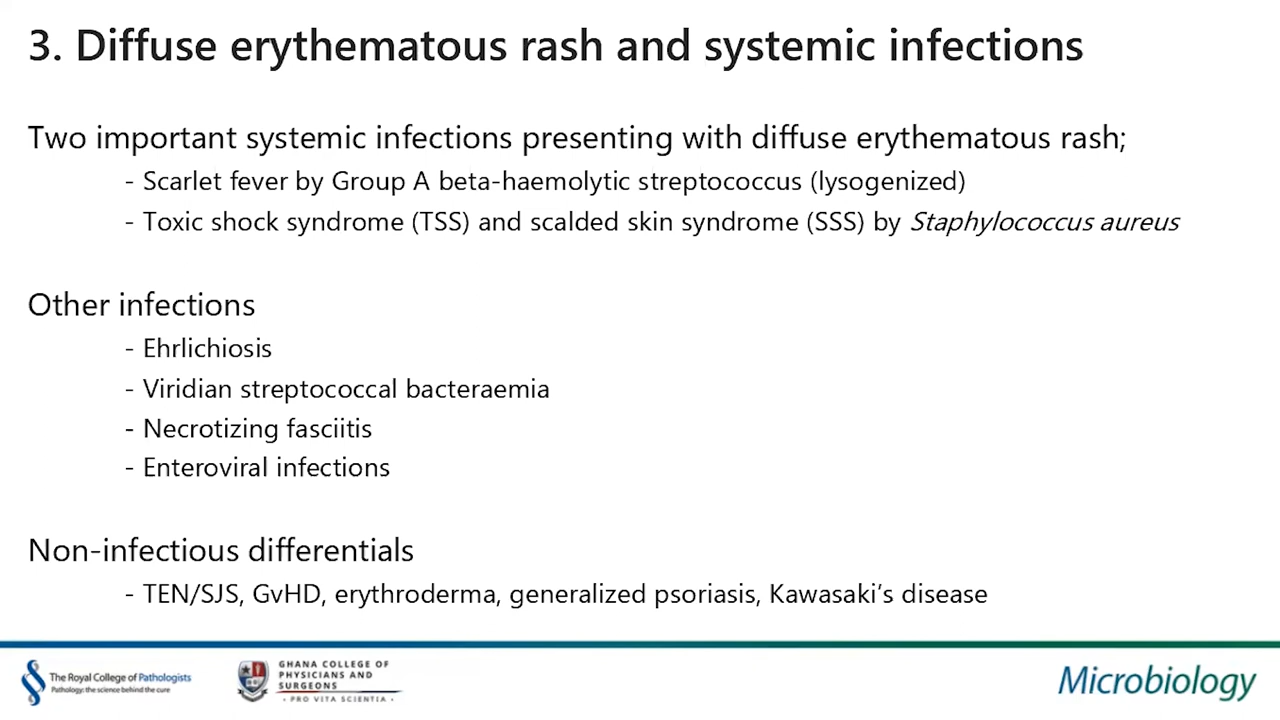 3. Diffuse erythematous rash and systemic infections
Two important systemic infections presenting with diffuse erythematous rash;
- Scarlet fever by Group A beta-haemolytic streptococcus (lysogenized)
- Toxic shock syndrome (TSS) and scalded skin syndrome (SSS) by Staphylococcus aureus
Other infections
- Ehrlichiosis
- Viridian streptococcal bacteraemia
- Necrotizing fasciitis
- Enteroviral infections
Non-infectious differentials
- TEN/SJS, GvHD, erythroderma, generalized psoriasis, Kawasaki’s disease
The Royal College of Pathologists
Pathology: the science behind the cure
GHANA COLLEGE OF
PHYSICIANS AND
SURGEONS
· PRO VITA SCIENTIA ·
Microbiology